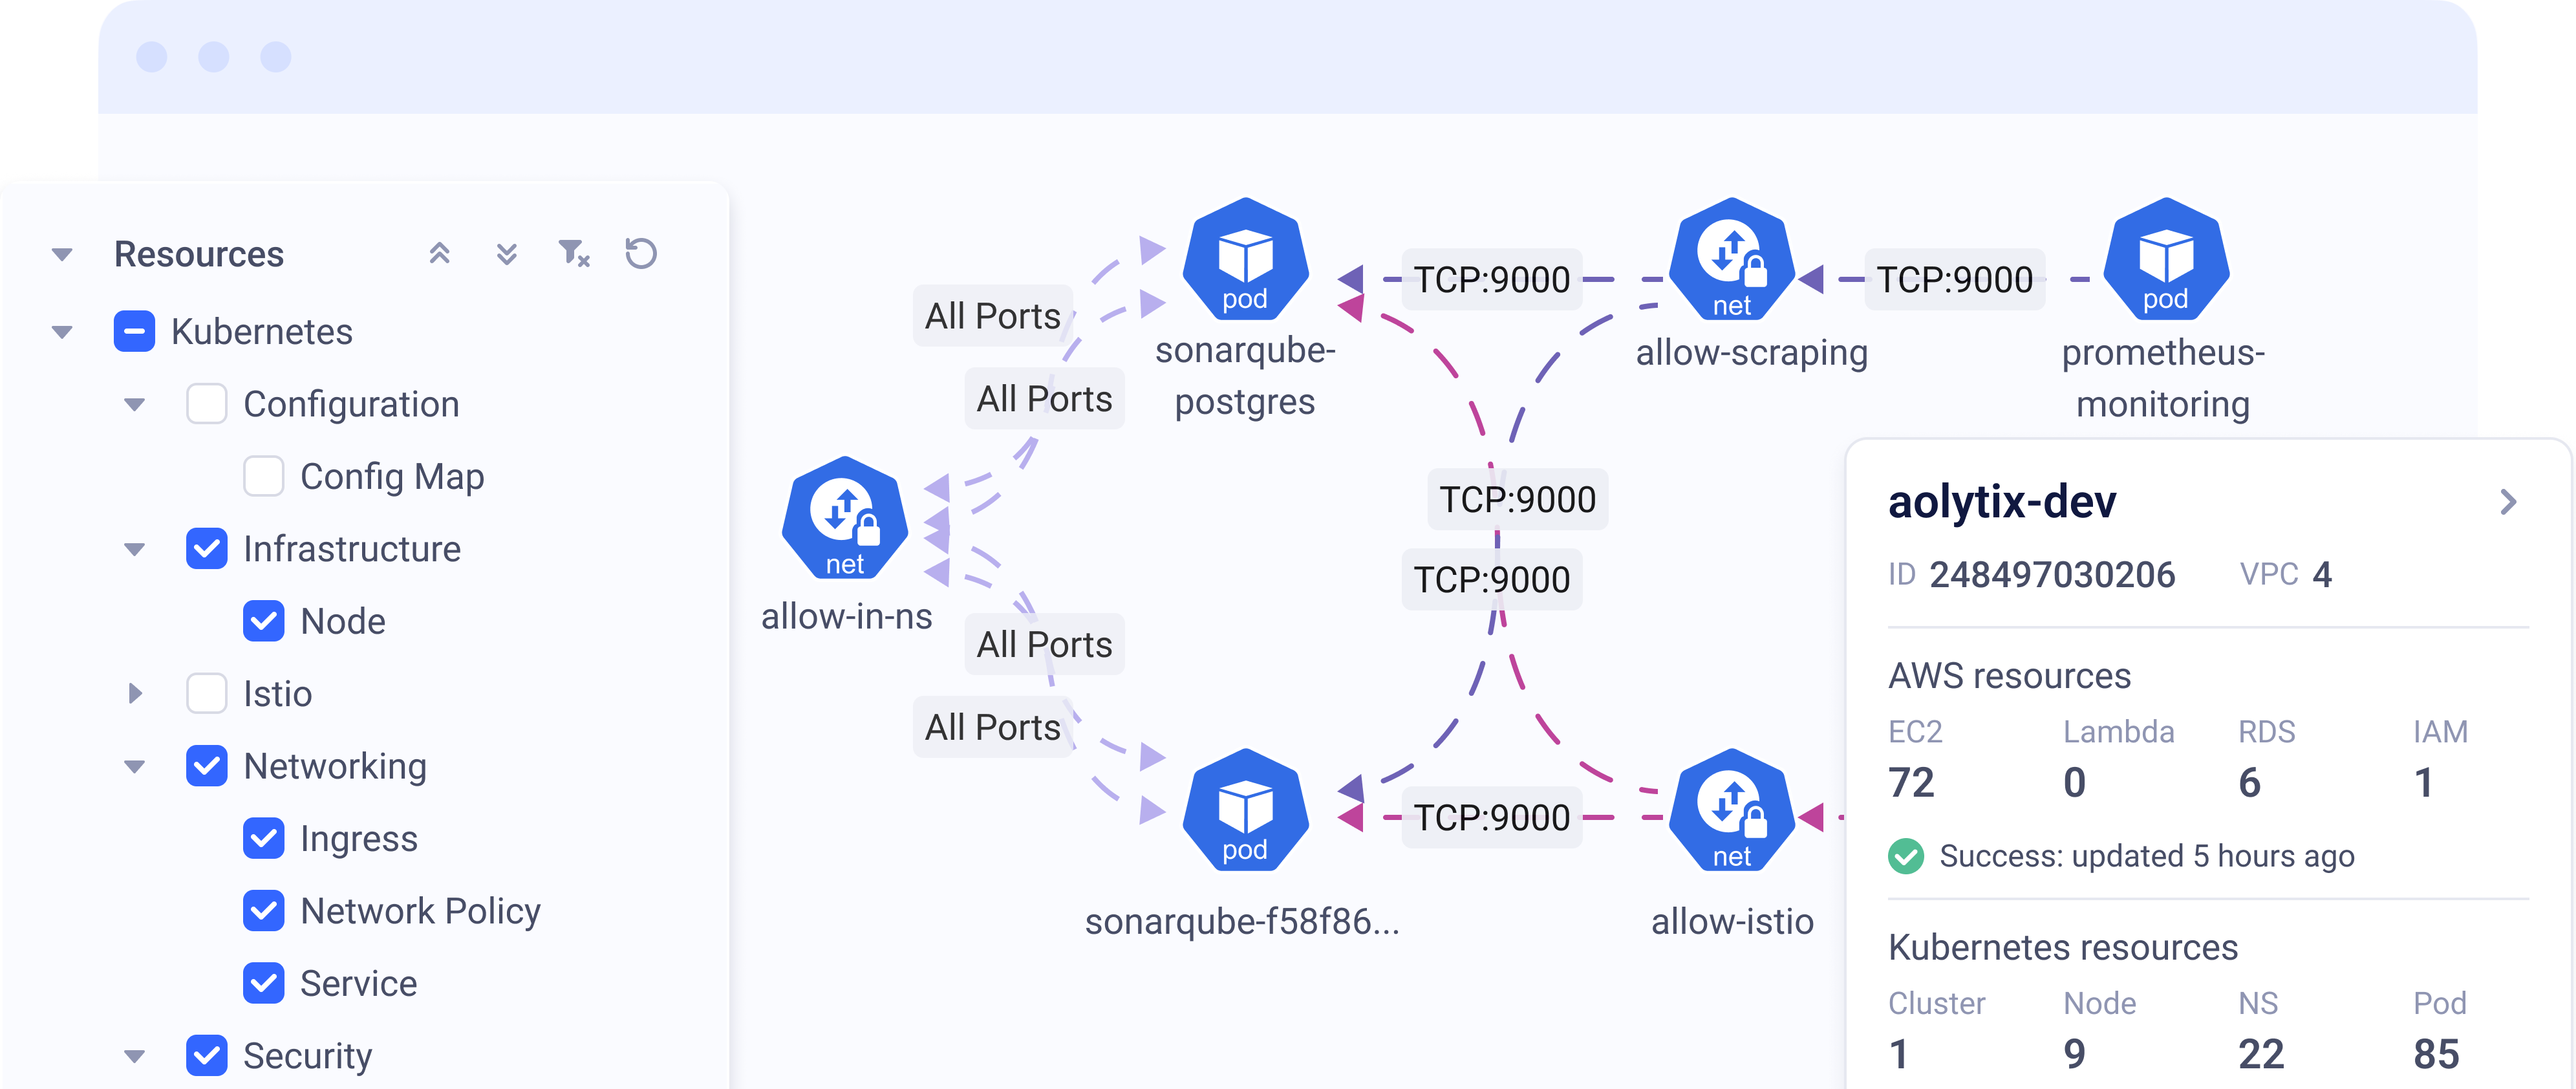 Resources
Kubernetes
Configuration
Config Map
Infrastructure
Node
Istio
Networking
Ingress
Network Policy
Service
Security
All Ports
All Ports
All Ports
All Ports
net
allow-in-ns
pod
sonarqube-
postgres
TCP:9000
net
allow-scraping
TCP:9000
pod
prometheus-
monitoring
TCP:9000
TCP:9000
pod
sonarqube-f58f86...
TCP:9000
net
allow-istio
aolytix-dev
ID 248497030206 VPC 4
AWS resources
EC2 Lambda RDS IAM
72 0 6 1
Success: updated 5 hours ago
Kubernetes resources
Cluster Node NS Pod
1 9 22 85